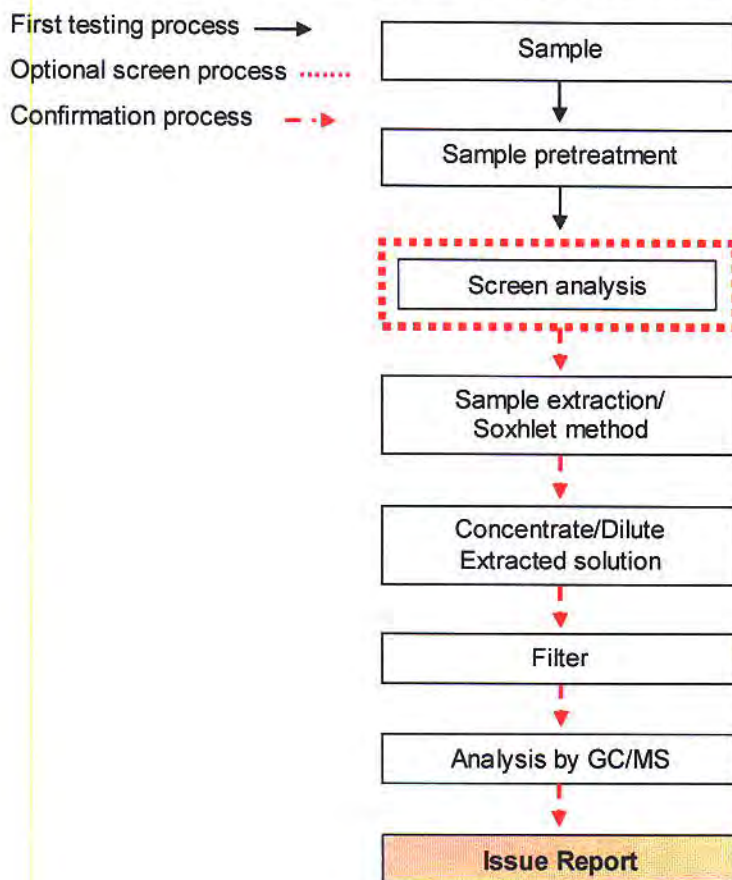 First testing process
Optional screen process
Confirmation process
Sample
Sample pretreatment
Screen analysis
Sample extraction/
Soxhlet method
Concentrate/Dilute
Extracted solution
Filter
Analysis by GC/MS
Issue Report